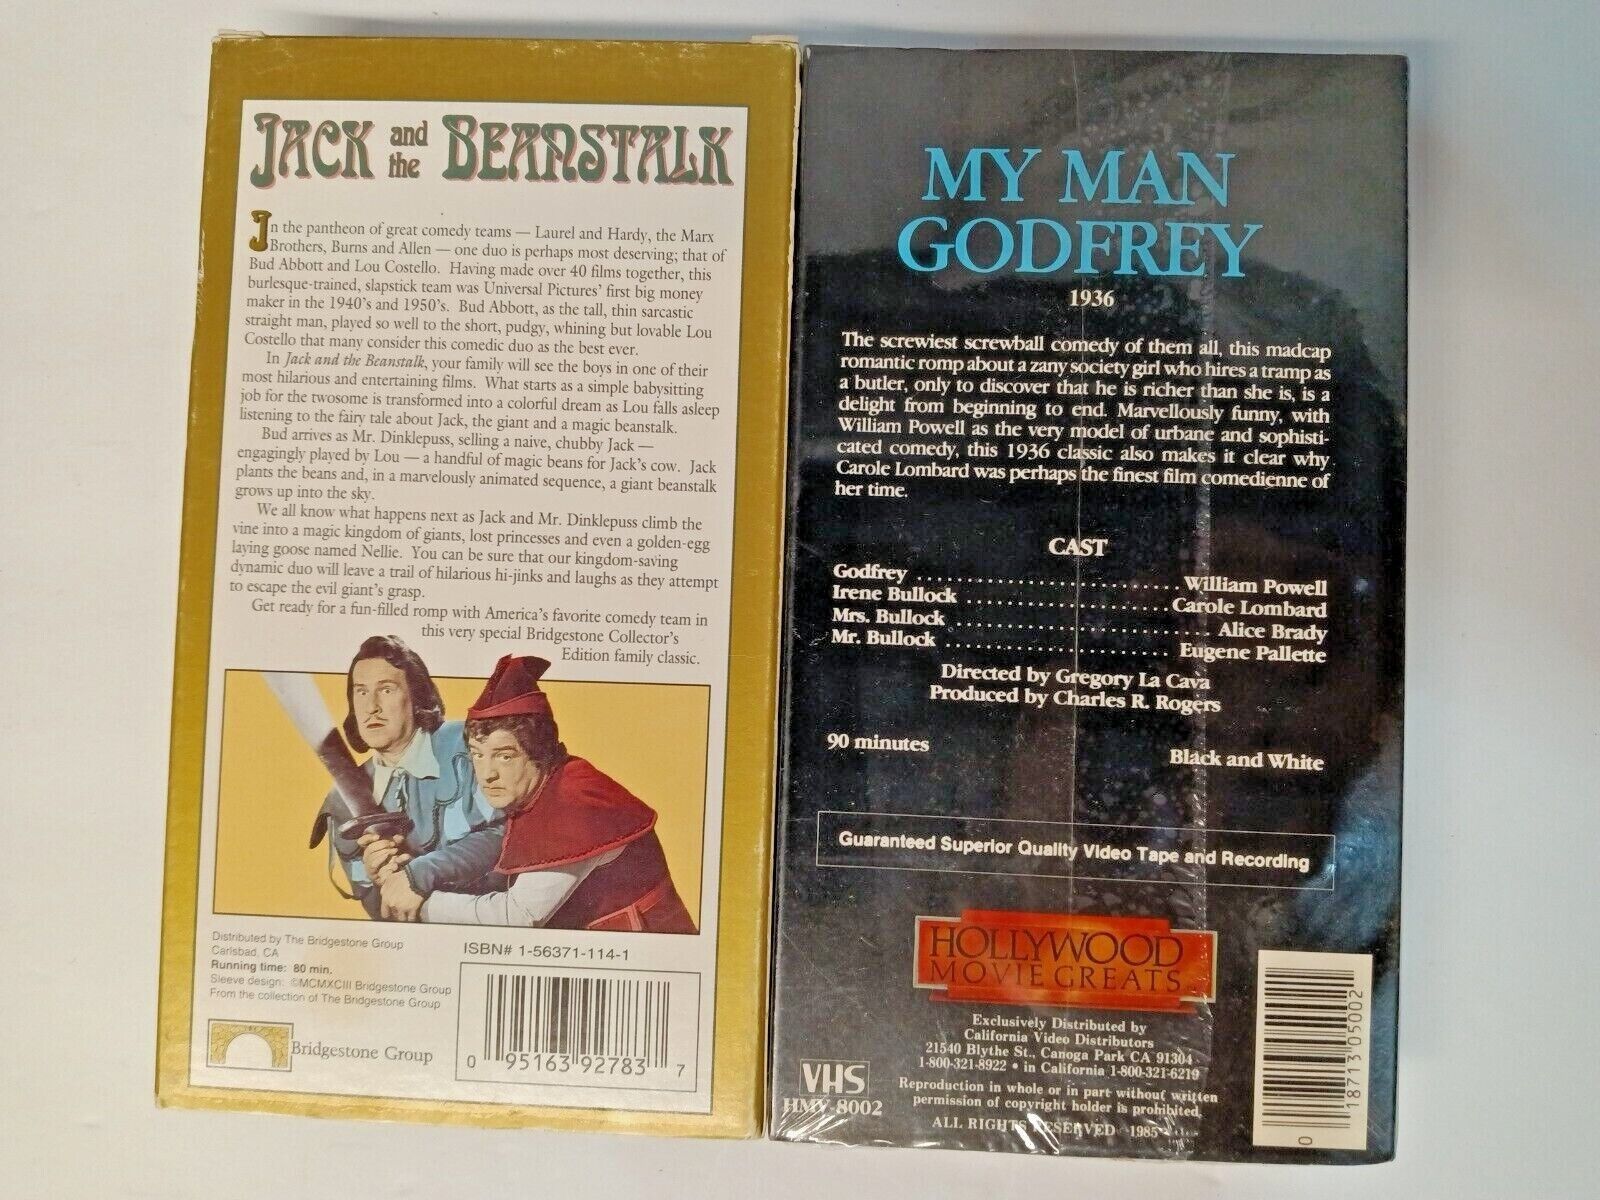 JACK and the BEANSTALK
In the pantheon of great comedy teams — Laurel and Hardy, the Marx
Brothers, Burns and Allen — one duo is perhaps most deserving; that of
Bud Abbott and Lou Costello. Having made over 40 films together, this
burlesque-trained, slapstick team was Universal Pictures' first big money
maker in the 1940's and 1950's. Bud Abbott, as the tall, thin sarcastic
straight man, played so well to the short, pudgy, whining but lovable Lou
Costello that many consider this comedic duo as the best ever.
In Jack and the Beanstalk, your family will see the boys in one of their
most hilarious and entertaining films. What starts as a simple babysitting
job for the twosome is transformed into a colorful dream as Lou falls asleep
listening to the fairy tale about Jack, the giant and a magic beanstalk.
Bud arrives as Mr. Dinklepuss, selling a naive, chubby Jack —
engagingly played by Lou — a handful of magic beans for Jack's cow. Jack
plants the beans and, in a marvelously animated sequence, a giant beanstalk
grows up into the sky.
We all know what happens next as Jack and Mr. Dinklepuss climb the
vine into a magic kingdom of giants, lost princesses and even a golden-egg
laying goose named Nellie. You can be sure that our kingdom-saving
dynamic duo will leave a trail of hilarious hi-jinks and laughs as they attempt
to escape the evil giant's grasp.
Get ready for a fun-filled romp with America's favorite comedy team in
this very special Bridgestone Collector's
Edition family classic.
Distributed by The Bridgestone Group
Carlsbad, CA
Running time: 80 min.
Sleeve design: ©MCMXCIII Bridgestone Group
From the collection of The Bridgestone Group
Bridgestone Group
ISBN# 1-56371-114-1
0 95163 92783 7
MY MAN
GODFREY
1936
The screwiest screwball comedy of them all, this madcap
romantic romp about a zany society girl who hires a tramp as
a butler, only to discover that he is richer than she is, is a
delight from beginning to end. Marvellously funny, with
William Powell as the very model of urbane and sophisti-
cated comedy, this 1936 classic also makes it clear why
Carole Lombard was perhaps the finest film comedienne of
her time.
CAST
Godfrey .......................... William Powell
Irene Bullock ..................... Carole Lombard
Mrs. Bullock .......................... Alice Brady
Mr. Bullock ....................... Eugene Pallette
Directed by Gregory La Cava
Produced by Charles R. Rogers
90 minutes Black and White
Guaranteed Superior Quality Video Tape and Recording
HOLLYWOOD
MOVIE GREATS
Exclusively Distributed by
California Video Distributors
21540 Blythe St., Canoga Park CA 91304
1-800-321-8922 • in California 1-800-321-6219
Reproduction in whole or in part without written
permission of copyright holder is prohibited.
ALL RIGHTS RESERVED 1985
VHS
HMV-8002
0 18713 05002